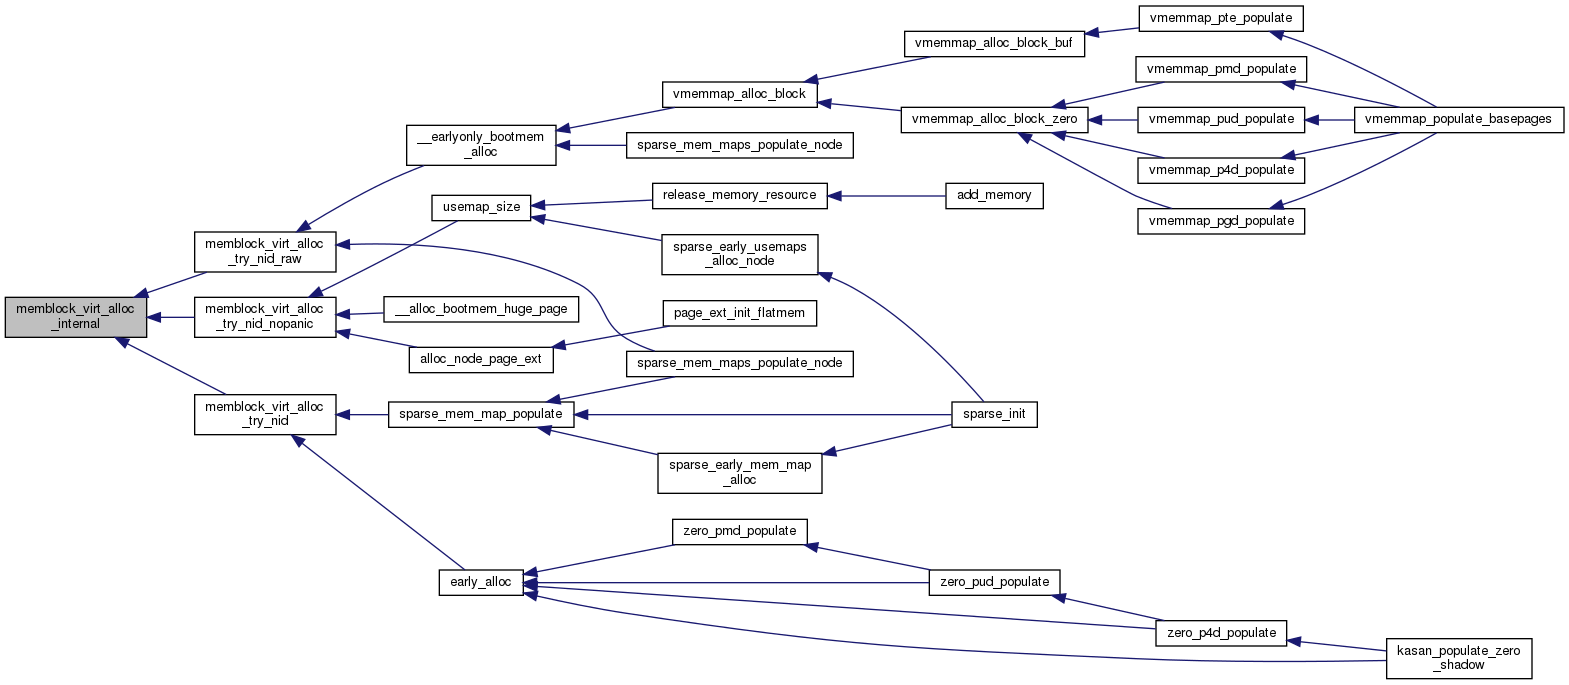 vmemmap_pte_populate
vmemmap_alloc_block_buf
vmemmap_pmd_populate
vmemmap_alloc_block
vmemmap_alloc_block_zero
vmemmap_pud_populate
vmemmap_populate_basepages
__earlyonly_bootmem
_alloc
sparse_mem_maps_populate_node
vmemmap_p4d_populate
usemap_size
release_memory_resource
add_memory
vmemmap_pgd_populate
memblock_virt_alloc
_try_nid_raw
sparse_early_usemaps
_alloc_node
memblock_virt_alloc
_internal
memblock_virt_alloc
_try_nid_nopanic
__alloc_bootmem_huge_page
page_ext_init_flatmem
alloc_node_page_ext
sparse_mem_maps_populate_node
memblock_virt_alloc
_try_nid
sparse_mem_map_populate
sparse_init
sparse_early_mem_map
_alloc
zero_pmd_populate
early_alloc
zero_pud_populate
zero_p4d_populate
kasan_populate_zero
_shadow